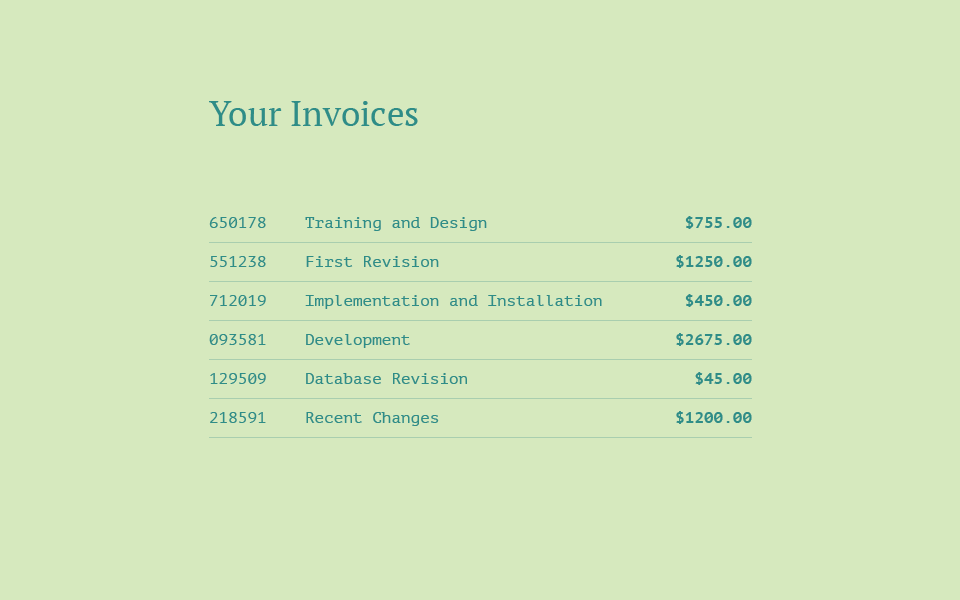 Your Invoices
650178 Training and Design $755.00
551238 First Revision $1250.00
712019 Implementation and Installation $450.00
093581 Development $2675.00
129509 Database Revision $45.00
218591 Recent Changes $1200.00